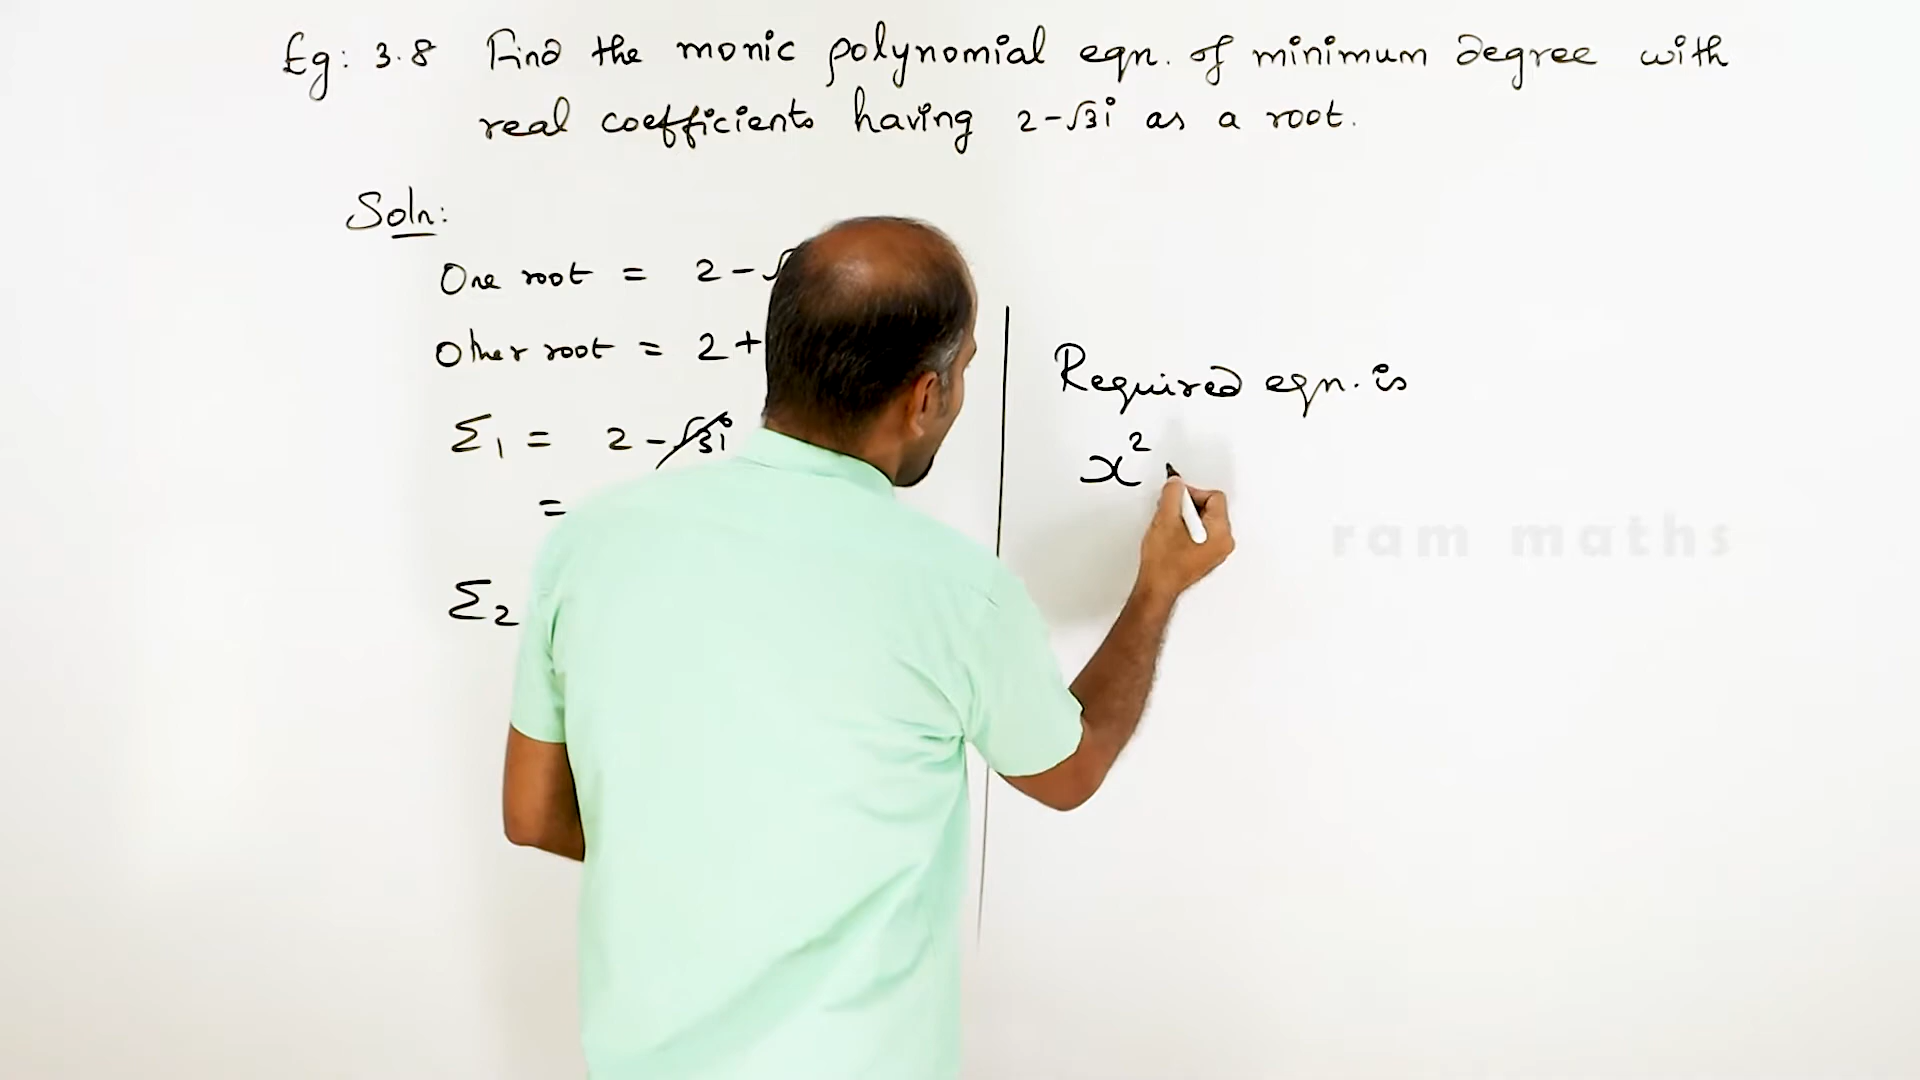 Eg: 3.8 Find the monic polynomial eqn. of minimum degree with
real coefficients having 2-√3i as a root.
Soln:
One root = 2-√
Other root = 2+
Σ1 = 2-√3i
=
Σ2
Required eqn. is
x²
ram maths